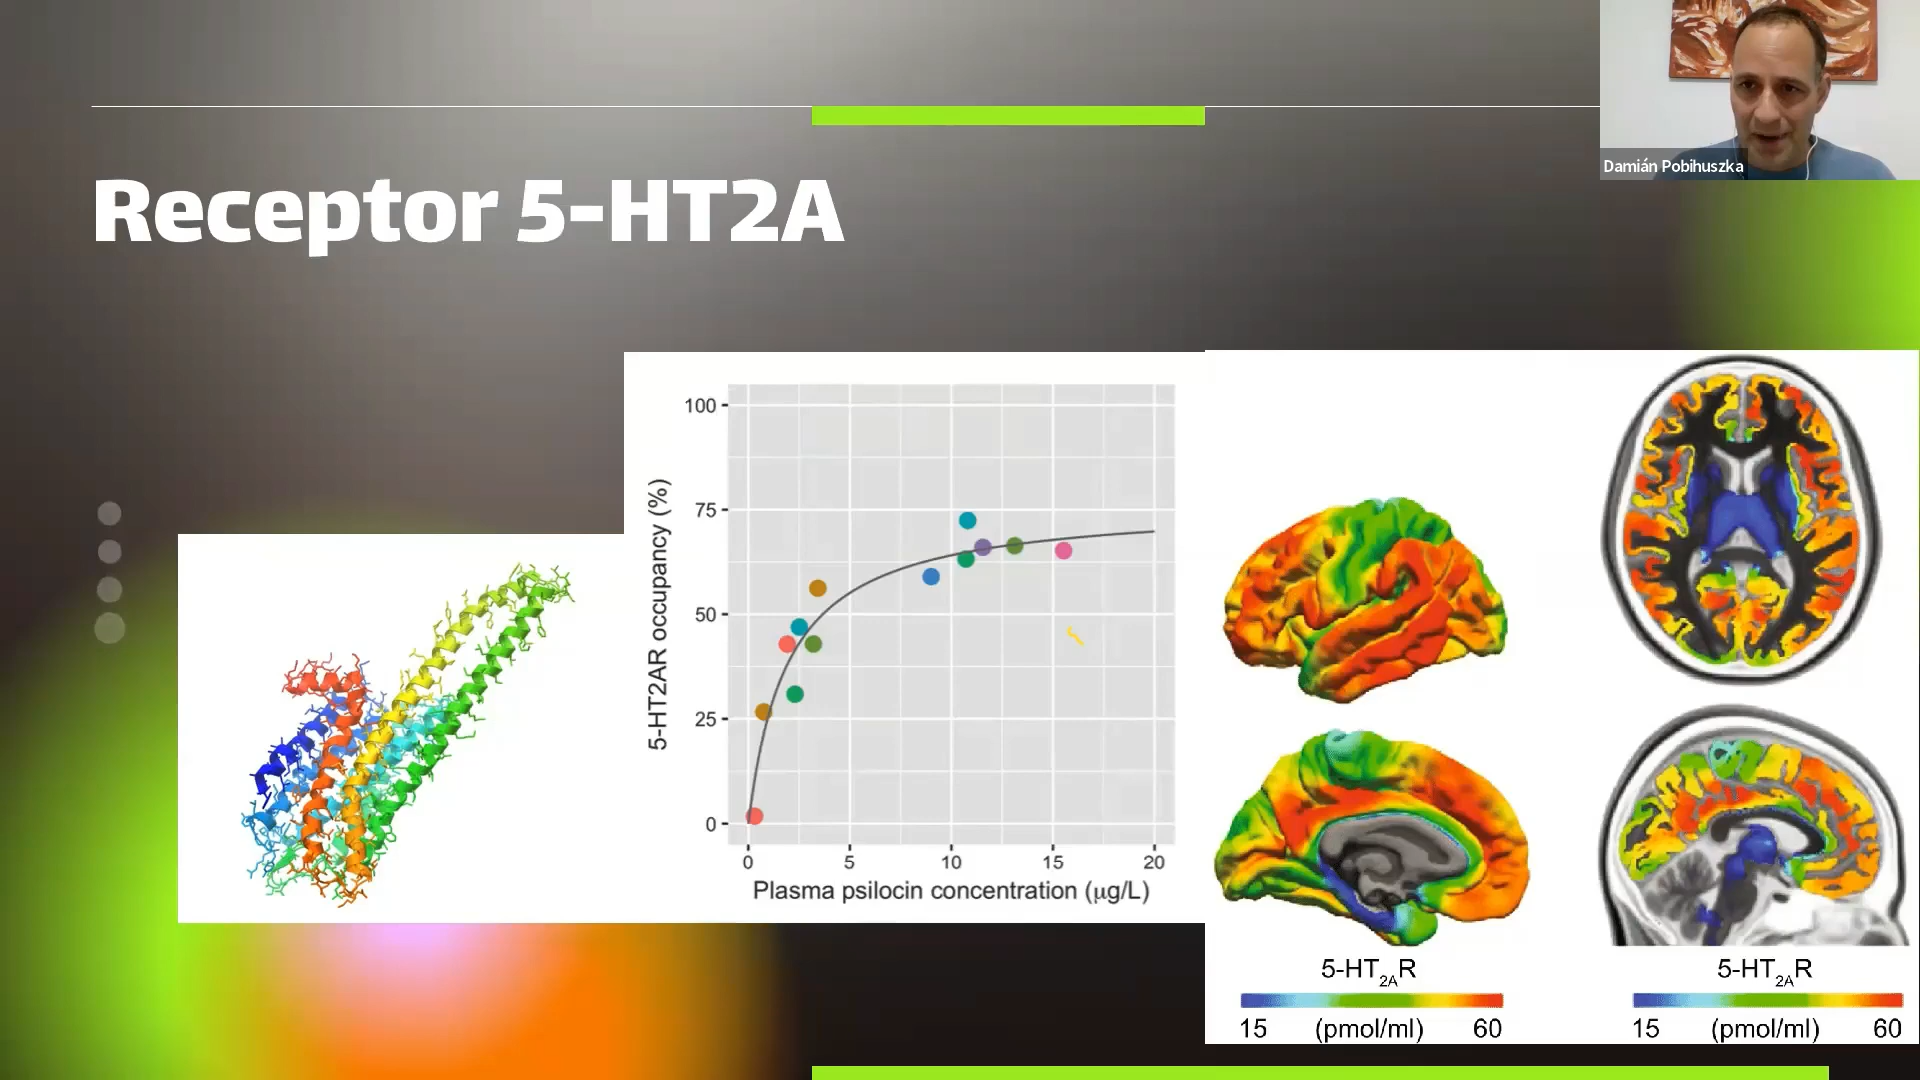 Damián Pobihuszka
Receptor 5-HT2A
5-HT2AR occupancy (%)
100
75
50
25
0
0 5 10 15 20
Plasma psilocin concentration (μg/L)
5-HT2AR
15 (pmol/ml) 60
5-HT2AR
15 (pmol/ml) 60